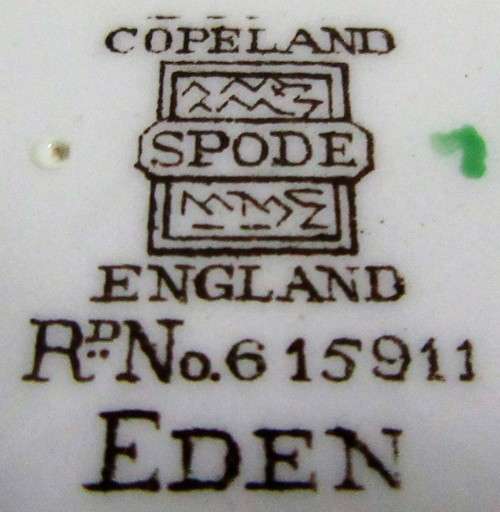 COPELAND
SPODE
ENGLAND
RD No. 615911
EDEN